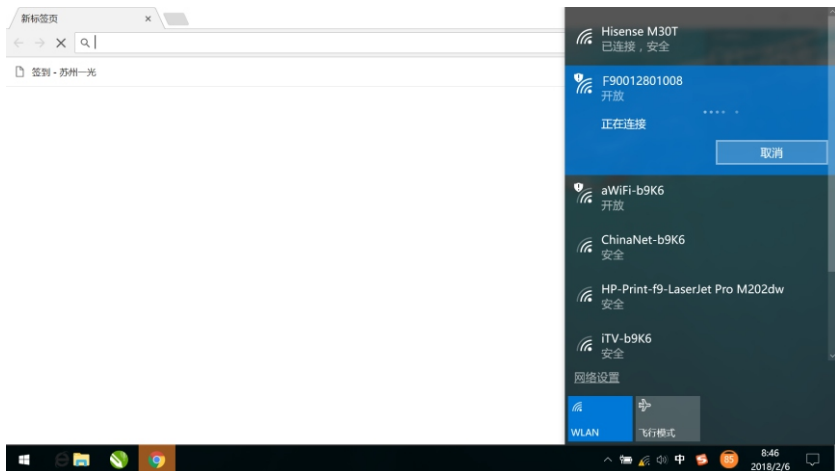 新标签页
签到 - 苏州一光
Hisense M30T
已连接，安全
F90012801008
开放
正在连接
取消
aWiFi-b9K6
开放
ChinaNet-b9K6
安全
HP-Print-f9-LaserJet Pro M202dw
安全
iTV-b9K6
安全
网络设置
WLAN
飞行模式
中
85
8:46
2018/2/6